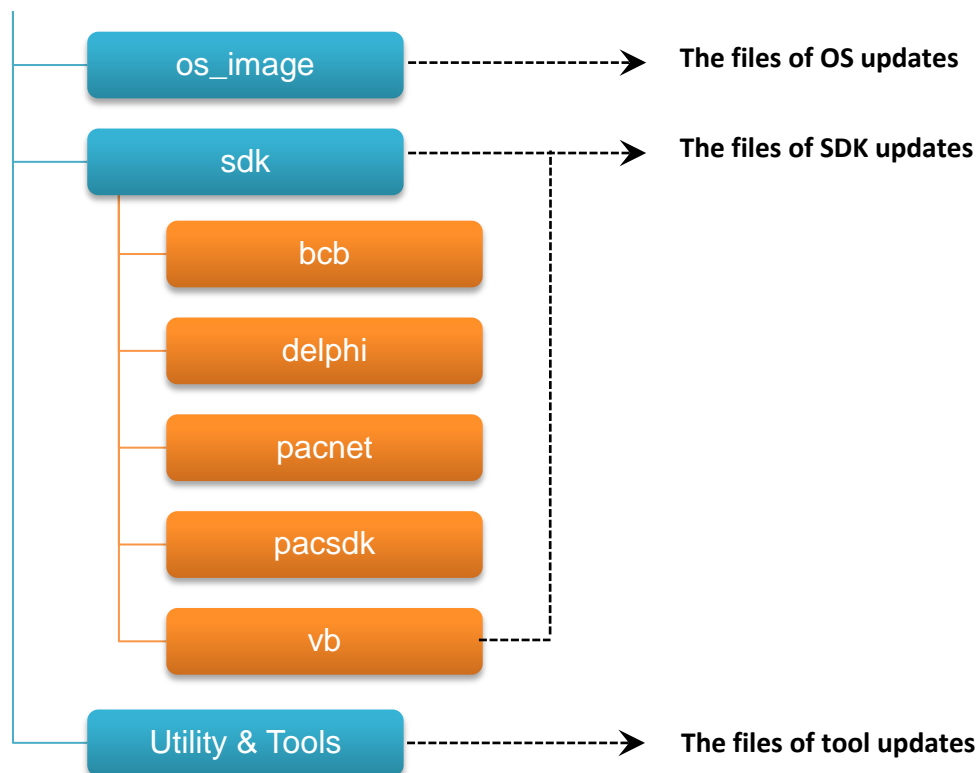 os_image
The files of OS updates
sdk
The files of SDK updates
bcb
delphi
pacnet
pacsdk
vb
Utility & Tools
The files of tool updates